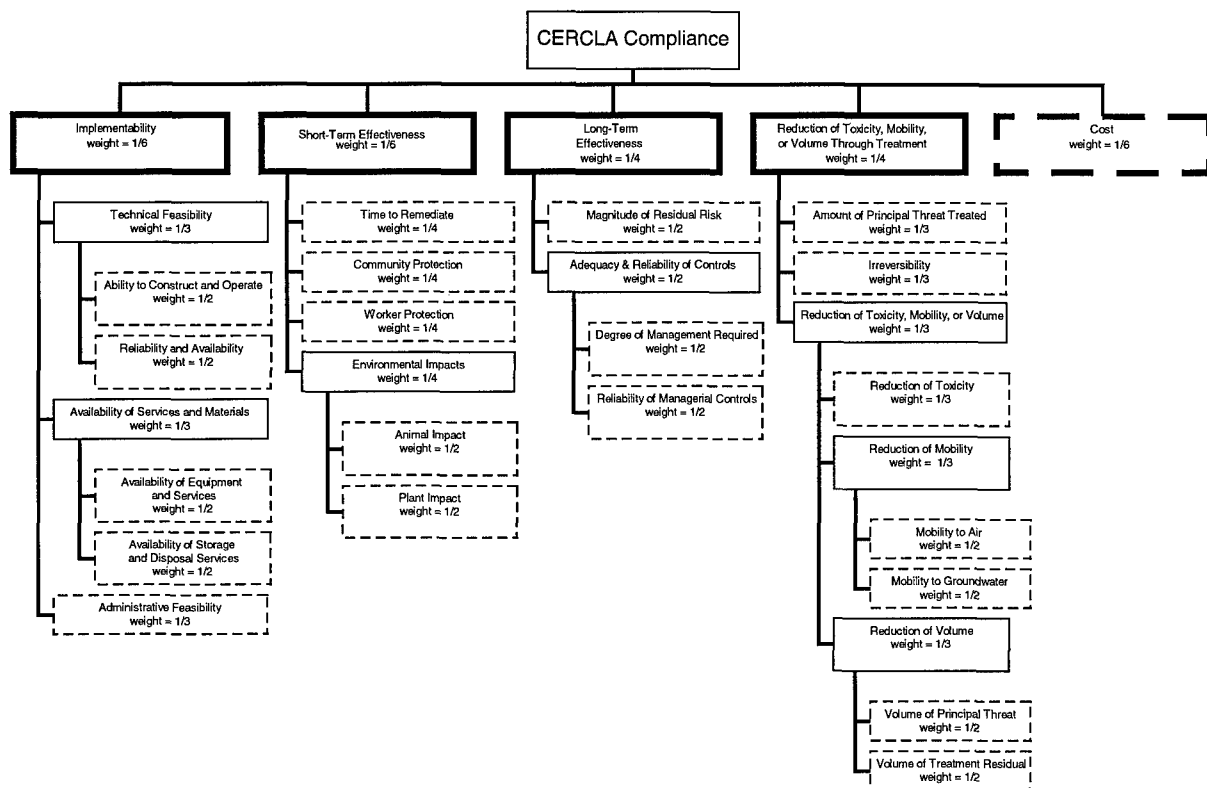 CERCLA Compliance
Implementability
weight = 1/6
Short-Term Effectiveness
weight = 1/6
Long-Term
Effectiveness
weight = 1/4
Reduction of Toxicity, Mobility,
or Volume Through Treatment
weight = 1/4
Cost
weight = 1/6
Technical Feasibility
weight = 1/3
Ability to Construct and Operate
weight = 1/2
Reliability and Availability
weight = 1/2
Availability of Services and Materials
weight = 1/3
Availability of Equipment
and Services
weight = 1/2
Availability of Storage
and Disposal Services
weight = 1/2
Administrative Feasibility
weight = 1/3
Time to Remediate
weight = 1/4
Community Protection
weight = 1/4
Worker Protection
weight = 1/4
Environmental Impacts
weight = 1/4
Animal Impact
weight = 1/2
Plant Impact
weight = 1/2
Magnitude of Residual Risk
weight = 1/2
Adequacy & Reliability of Controls
weight = 1/2
Degree of Management Required
weight = 1/2
Reliability of Managerial Controls
weight = 1/2
Amount of Principal Threat Treated
weight = 1/3
Irreversibility
weight = 1/3
Reduction of Toxicity, Mobility, or Volume
weight = 1/3
Reduction of Toxicity
weight = 1/3
Reduction of Mobility
weight = 1/3
Mobility to Air
weight = 1/2
Mobility to Groundwater
weight = 1/2
Reduction of Volume
weight = 1/3
Volume of Principal Threat
weight = 1/2
Volume of Treatment Residual
weight = 1/2